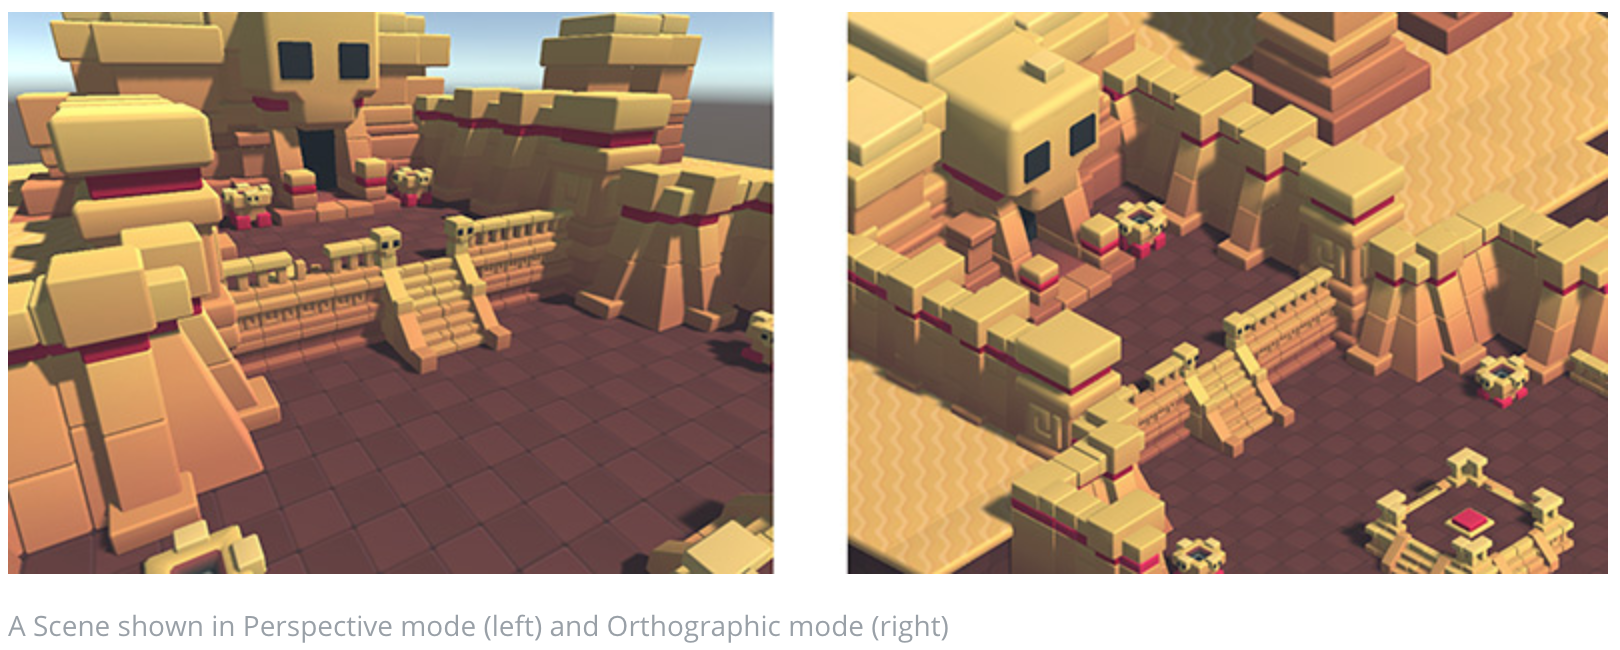 A Scene shown in Perspective mode (left) and Orthographic mode (right)